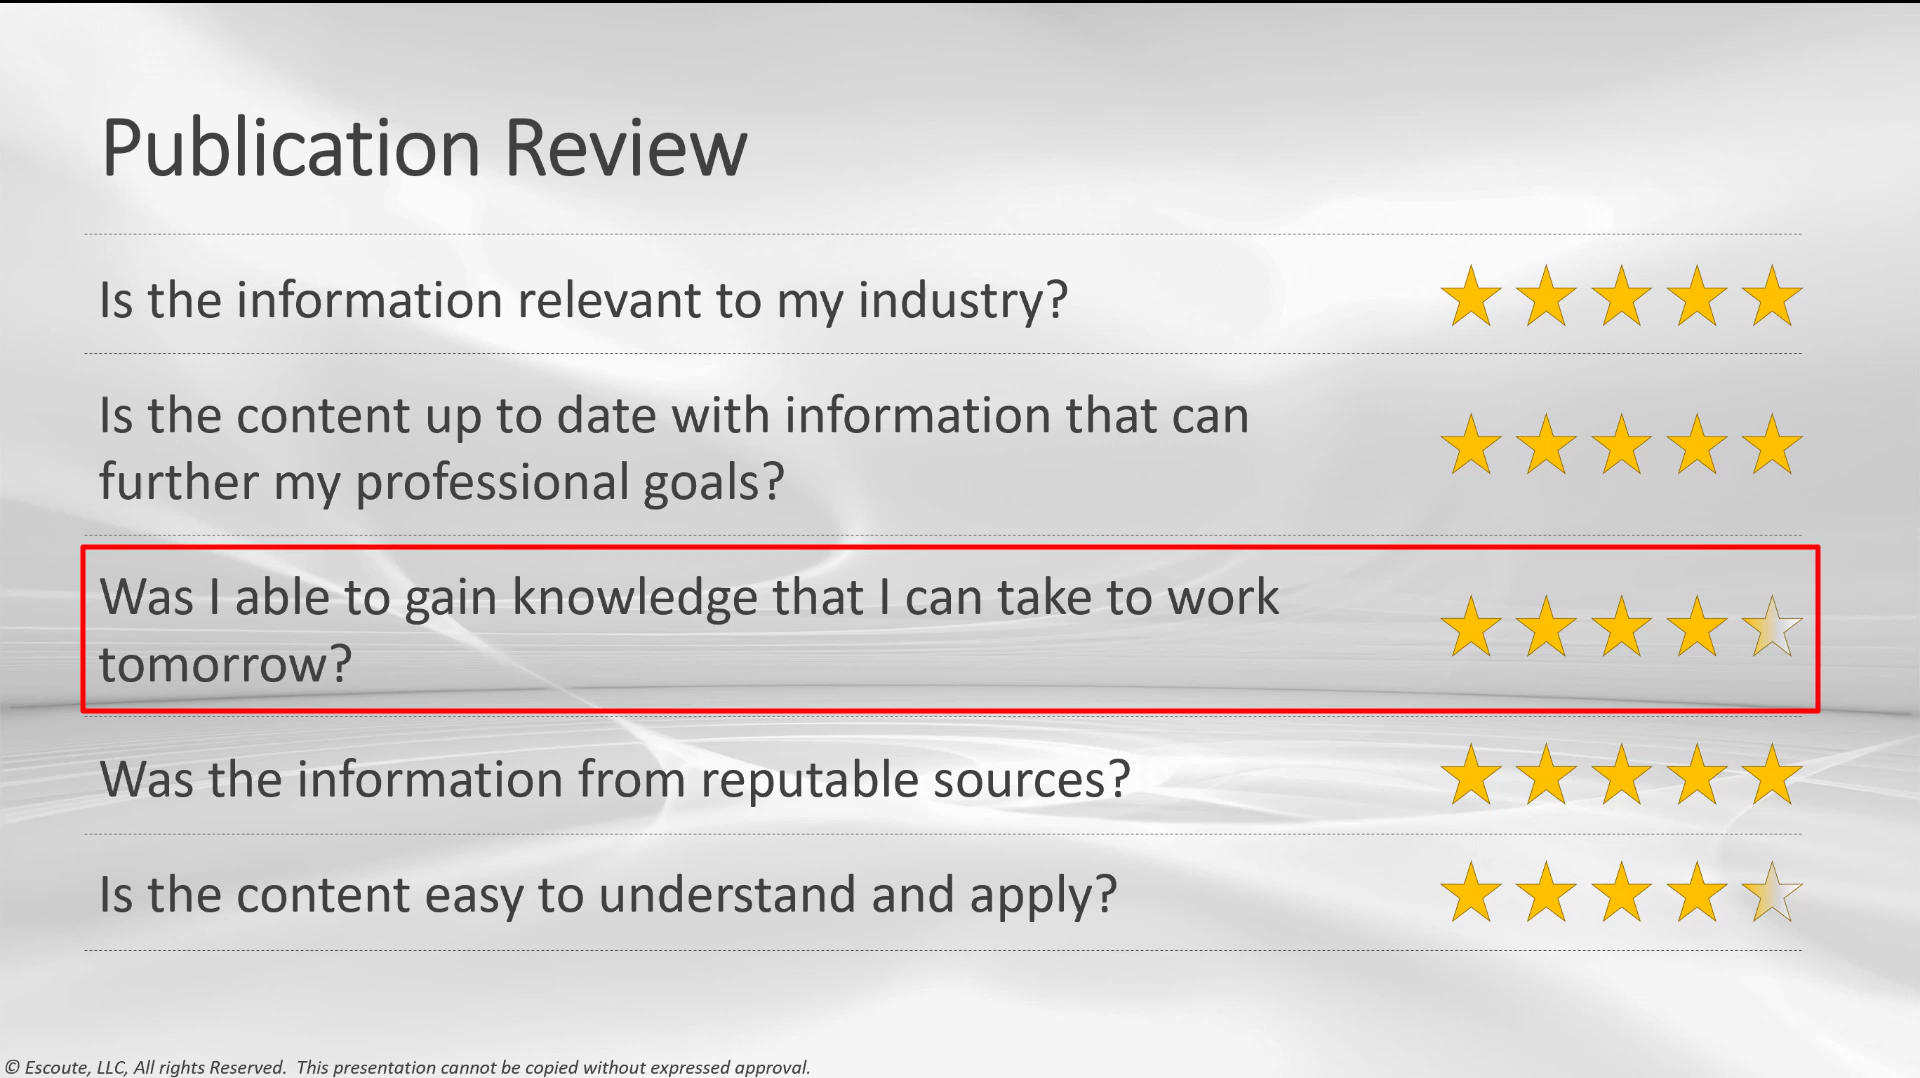 Publication Review
Is the information relevant to my industry?
Is the content up to date with information that can
further my professional goals?
Was I able to gain knowledge that I can take to work
tomorrow?
Was the information from reputable sources?
Is the content easy to understand and apply?
© Escoute, LLC, All rights Reserved.  This presentation cannot be copied without expressed approval.